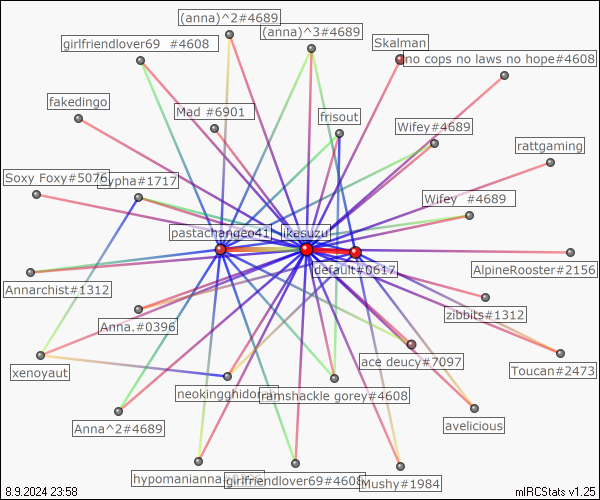 (anna)^2#4689
(anna)^3#4689
girlfriendlover69 #4608
Skalman
no cops no laws no hope#4608
fakedingo
Mad #6901
frisout
Wifey#4689
rattgaming
Soxy Foxy#5076
ypha#1717
Wifey #4689
pastachangeo41
ikasuzu
default#0617
AlpineRooster#2156
Annarchist#1312
zibbits#1312
Anna.#0396
ace deucy#7097
xenoyaut
Toucan#2473
neokingghidor
ramshackle gorey#4608
Anna^2#4689
avelicious
hypomanianna
girlfriendlover69#4608
Mushy#1984
8.9.2024 23:58
mIRCStats v1.25